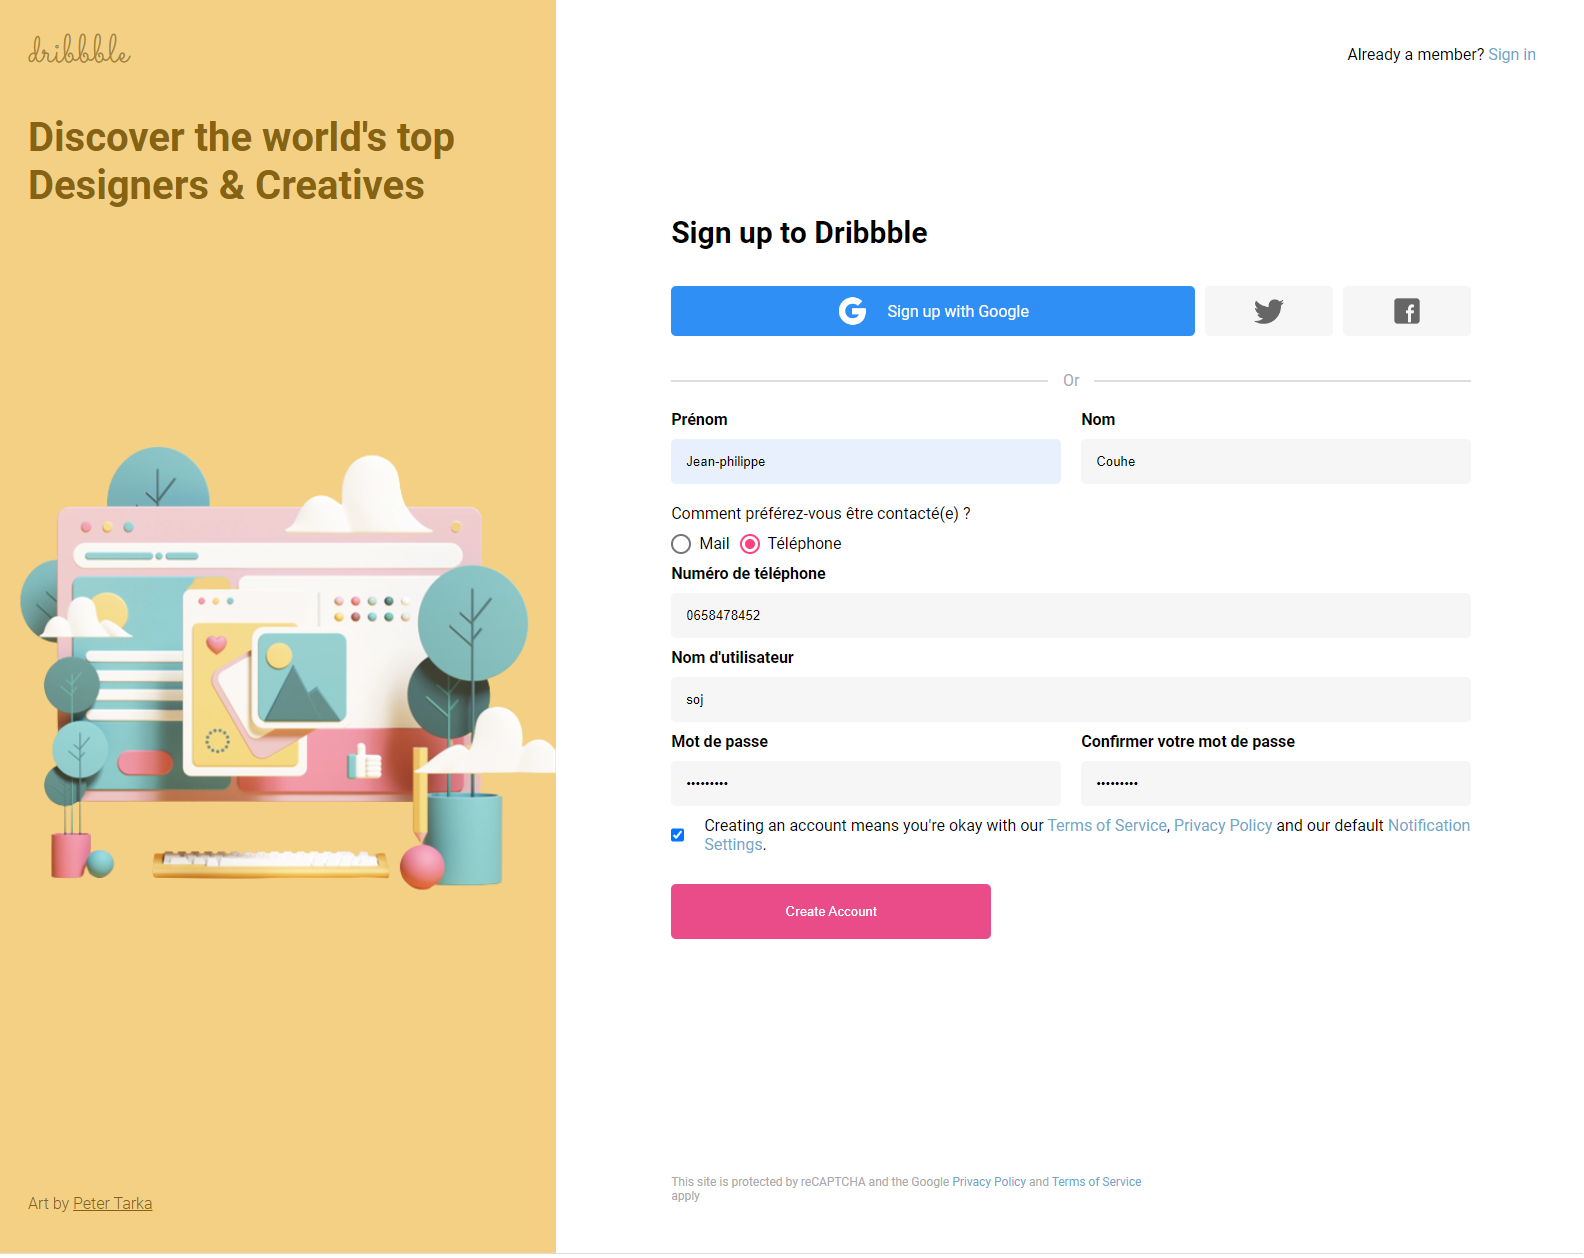 dribbble
Already a member? Sign in
Discover the world's top
Designers & Creatives
Sign up to Dribbble
Sign up with Google
Or
Prénom
Nom
Jean-philippe
Couhe
Comment préférez-vous être contacté(e) ?
Mail
Téléphone
Numéro de téléphone
0658478452
Nom d'utilisateur
soj
Mot de passe
Confirmer votre mot de passe
•••••••••
•••••••••
Creating an account means you're okay with our Terms of Service, Privacy Policy and our default Notification
Settings.
Create Account
This site is protected by reCAPTCHA and the Google Privacy Policy and Terms of Service
apply
Art by Peter Tarka